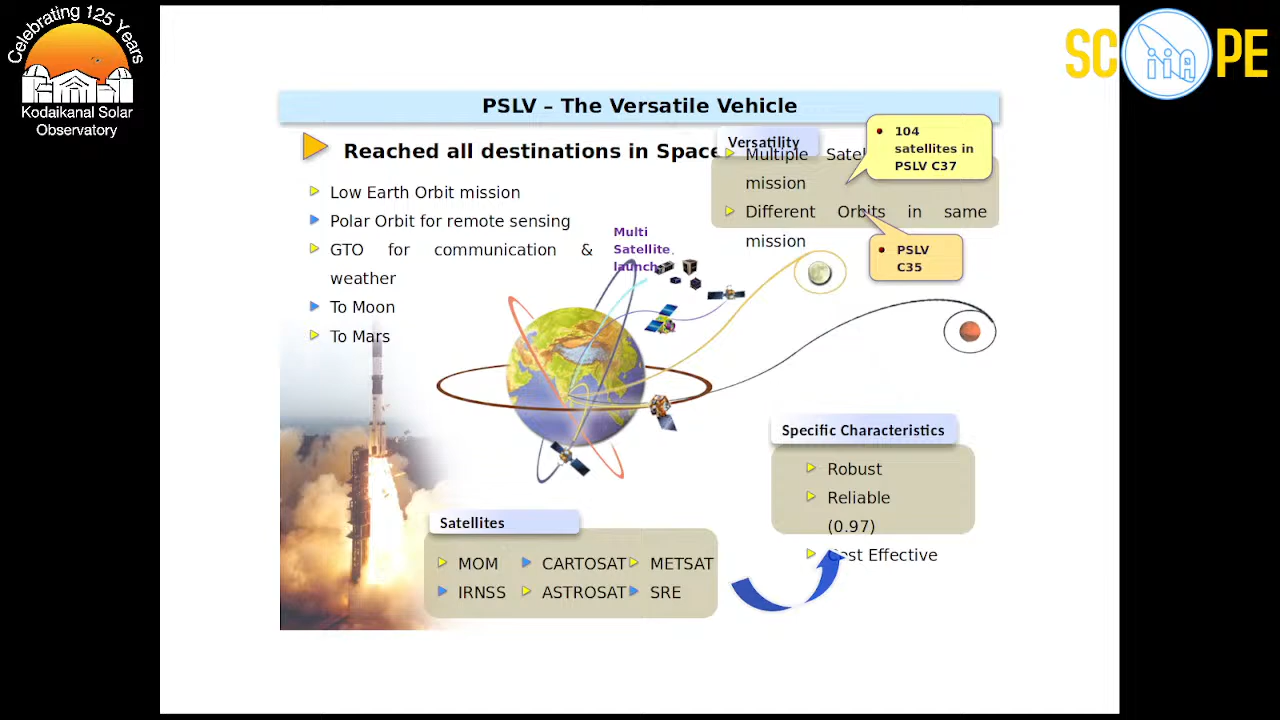 Celebrating 125 Years
Kodaikanal Solar
Observatory
SC iiA PE
PSLV – The Versatile Vehicle
Reached all destinations in Space
Low Earth Orbit mission
Polar Orbit for remote sensing
GTO for communication &
weather
To Moon
To Mars
Versatility
Multiple
mission
Different Orbits in same
mission
104
satellites in
PSLV C37
PSLV
C35
Multi
Satellite
launch
Specific Characteristics
Robust
Reliable
(0.97)
Cost Effective
Satellites
MOM CARTOSAT METSAT
IRNSS ASTROSAT SRE